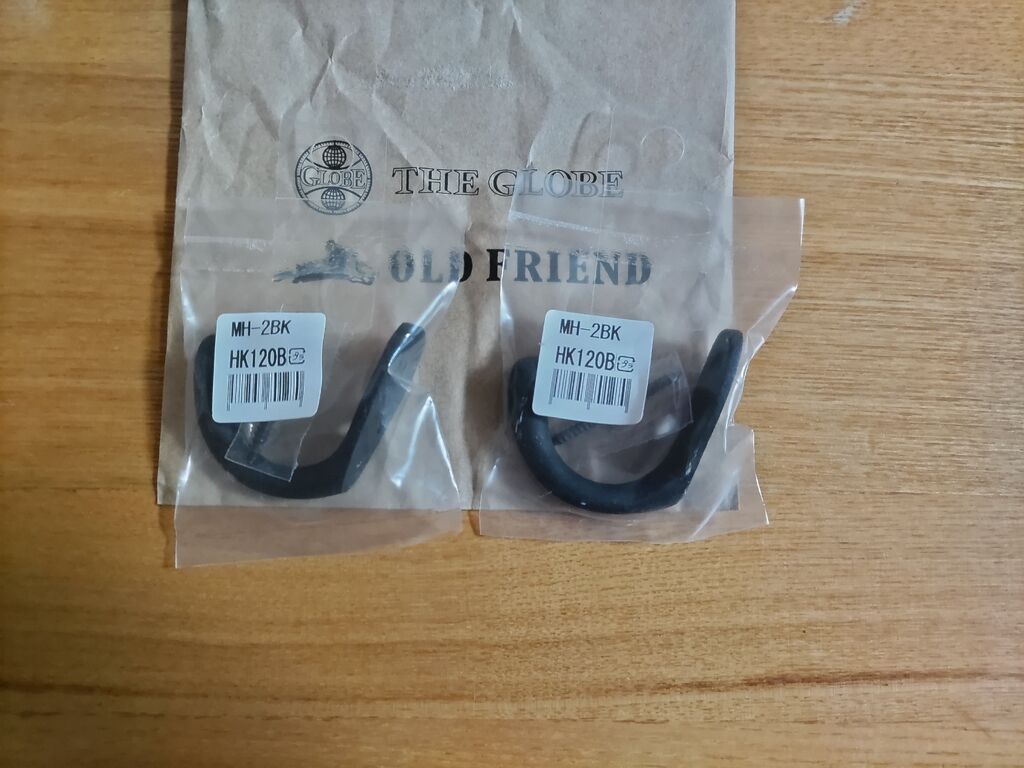 GLOBE
THE GLOBE
OLD FRIEND
MH-2BK
HK120B
MH-2BK
HK120B